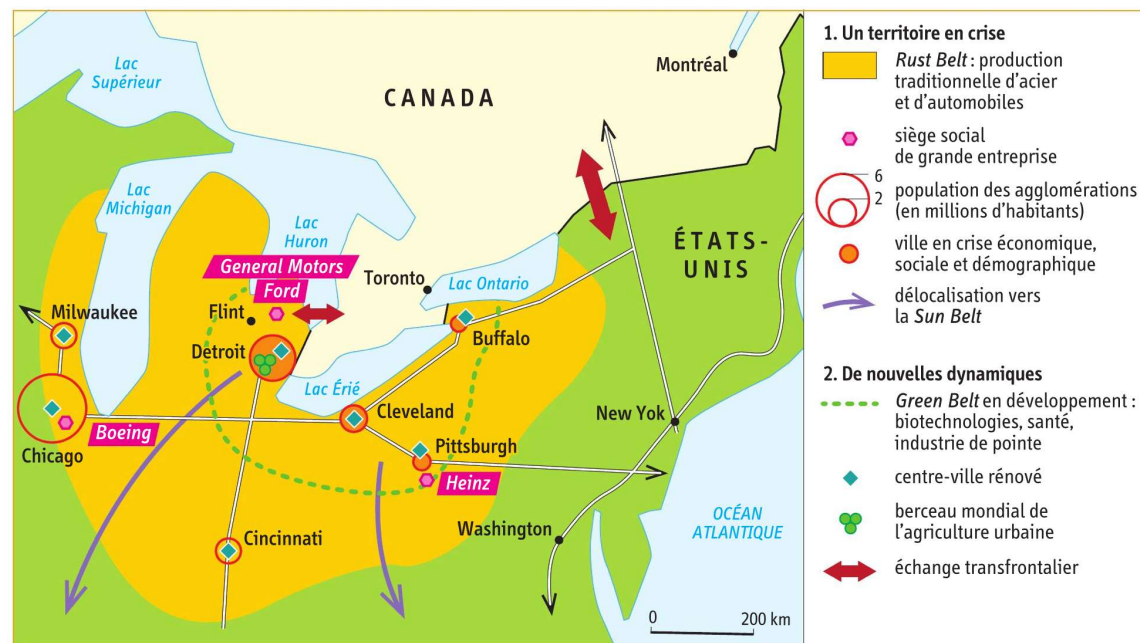 Lac
Supérieur
CANADA
Montréal
Lac
Michigan
Lac
Huron
General Motors
Ford
Toronto
Lac Ontario
ÉTATS-
UNIS
Milwaukee
Flint
Buffalo
Detroit
Lac Érié
Cleveland
New Yok
Boeing
Chicago
Pittsburgh
Heinz
Washington
OCÉAN
ATLANTIQUE
Cincinnati
0 200 km
1. Un territoire en crise
Rust Belt : production
traditionnelle d'acier
et d'automobiles
siège social
de grande entreprise
6
2
population des agglomérations
(en millions d'habitants)
ville en crise économique,
sociale et démographique
délocalisation vers
la Sun Belt
2. De nouvelles dynamiques
Green Belt en développement :
biotechnologies, santé,
industrie de pointe
centre-ville rénové
berceau mondial de
l'agriculture urbaine
échange transfrontalier